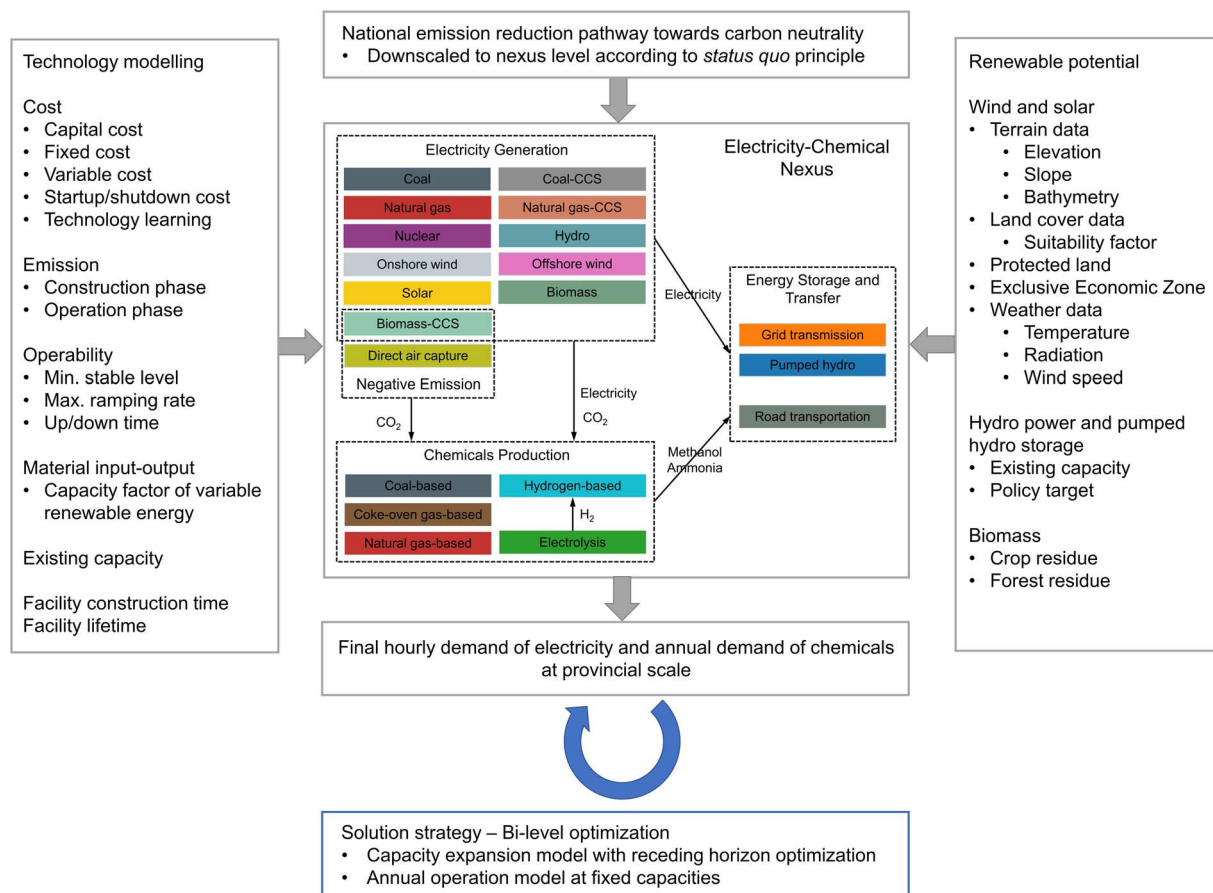 National emission reduction pathway towards carbon neutrality
• Downscaled to nexus level according to status quo principle
Technology modelling
Cost
• Capital cost
• Fixed cost
• Variable cost
• Startup/shutdown cost
• Technology learning
Emission
• Construction phase
• Operation phase
Operability
• Min. stable level
• Max. ramping rate
• Up/down time
Material input-output
• Capacity factor of variable
renewable energy
Existing capacity
Facility construction time
Facility lifetime
Electricity-Chemical
Nexus
Electricity Generation
Coal
Coal-CCS
Natural gas
Natural gas-CCS
Nuclear
Hydro
Onshore wind
Offshore wind
Solar
Biomass
Biomass-CCS
Direct air capture
Negative Emission
CO₂
Electricity
CO₂
Electricity
Chemicals Production
Coal-based
Hydrogen-based
Coke-oven gas-based
H₂
Natural gas-based
Electrolysis
Methanol
Ammonia
Energy Storage and
Transfer
Grid transmission
Pumped hydro
Road transportation
Renewable potential
Wind and solar
• Terrain data
• Elevation
• Slope
• Bathymetry
• Land cover data
• Suitability factor
• Protected land
• Exclusive Economic Zone
• Weather data
• Temperature
• Radiation
• Wind speed
Hydro power and pumped
hydro storage
• Existing capacity
• Policy target
Biomass
• Crop residue
• Forest residue
Final hourly demand of electricity and annual demand of chemicals
at provincial scale
Solution strategy – Bi-level optimization
• Capacity expansion model with receding horizon optimization
• Annual operation model at fixed capacities